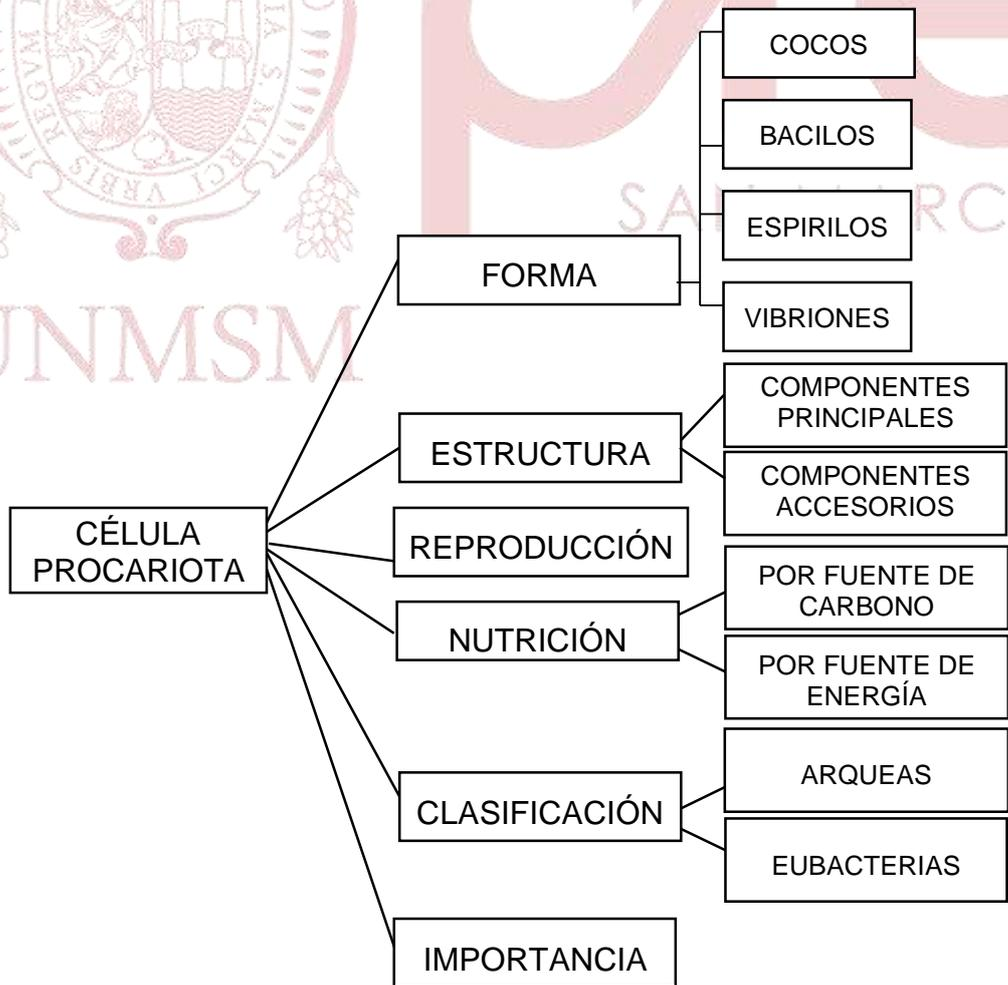 COCOS
BACILOS
ESPIRILOS
VIBRIONES
FORMA
UNMSM
COMPONENTES
PRINCIPALES
ESTRUCTURA
COMPONENTES
ACCESORIOS
CÉLULA
PROCARIOTA
REPRODUCCIÓN
POR FUENTE DE
CARBONO
NUTRICIÓN
POR FUENTE DE
ENERGÍA
ARQUEAS
CLASIFICACIÓN
EUBACTERIAS
IMPORTANCIA